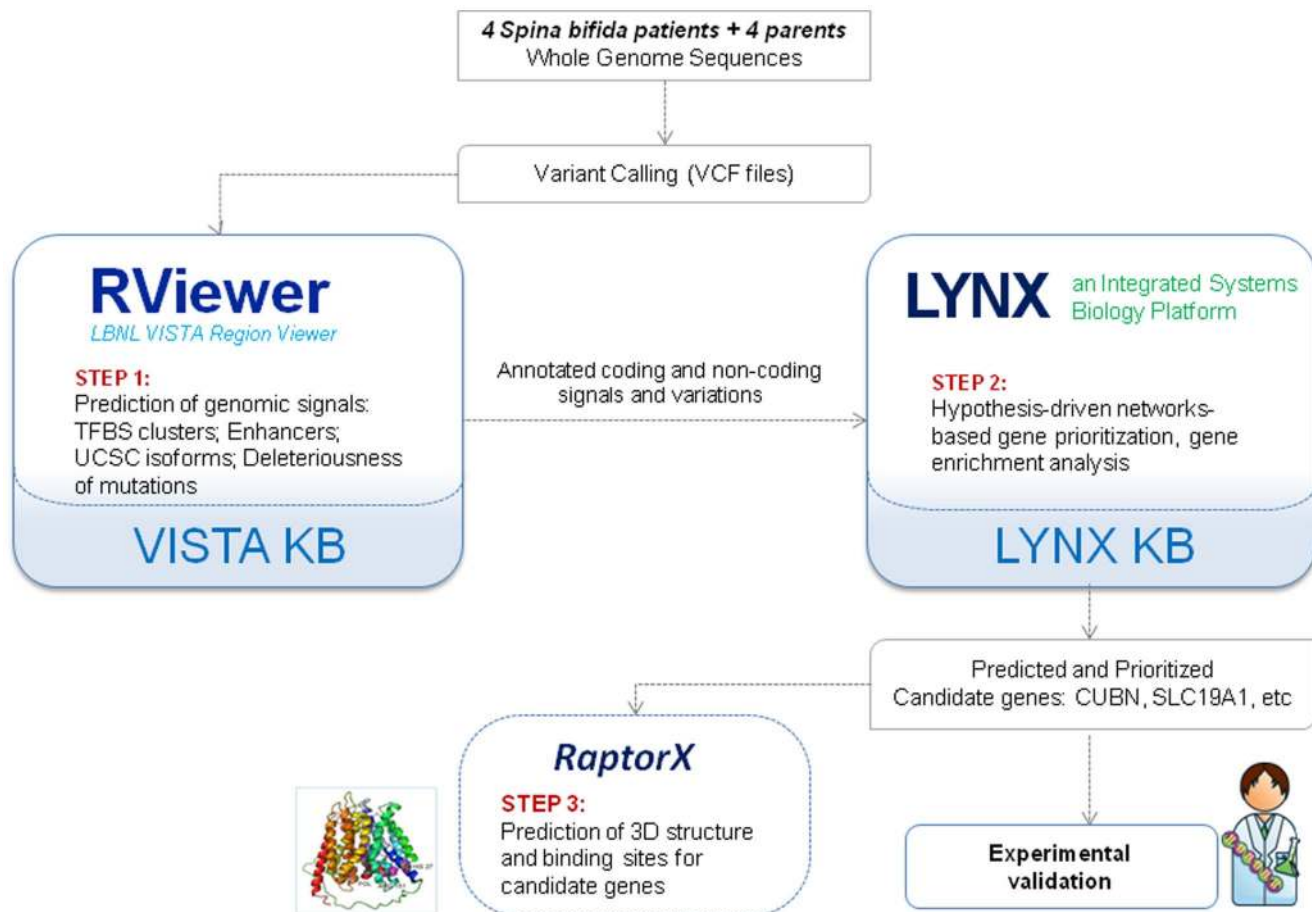 4 Spina bifida patients + 4 parents
Whole Genome Sequences
Variant Calling (VCF files)
RViewer
LBNL VISTA Region Viewer
STEP 1:
Prediction of genomic signals:
TFBS clusters; Enhancers;
UCSC isoforms; Deleteriousness
of mutations
VISTA KB
Annotated coding and non-coding
signals and variations
LYNX
an Integrated Systems
Biology Platform
STEP 2:
Hypothesis-driven networks-
based gene prioritization, gene
enrichment analysis
LYNX KB
Predicted and Prioritized
Candidate genes: CUBN, SLC19A1, etc
RaptorX
STEP 3:
Prediction of 3D structure
and binding sites for
candidate genes
Experimental
validation